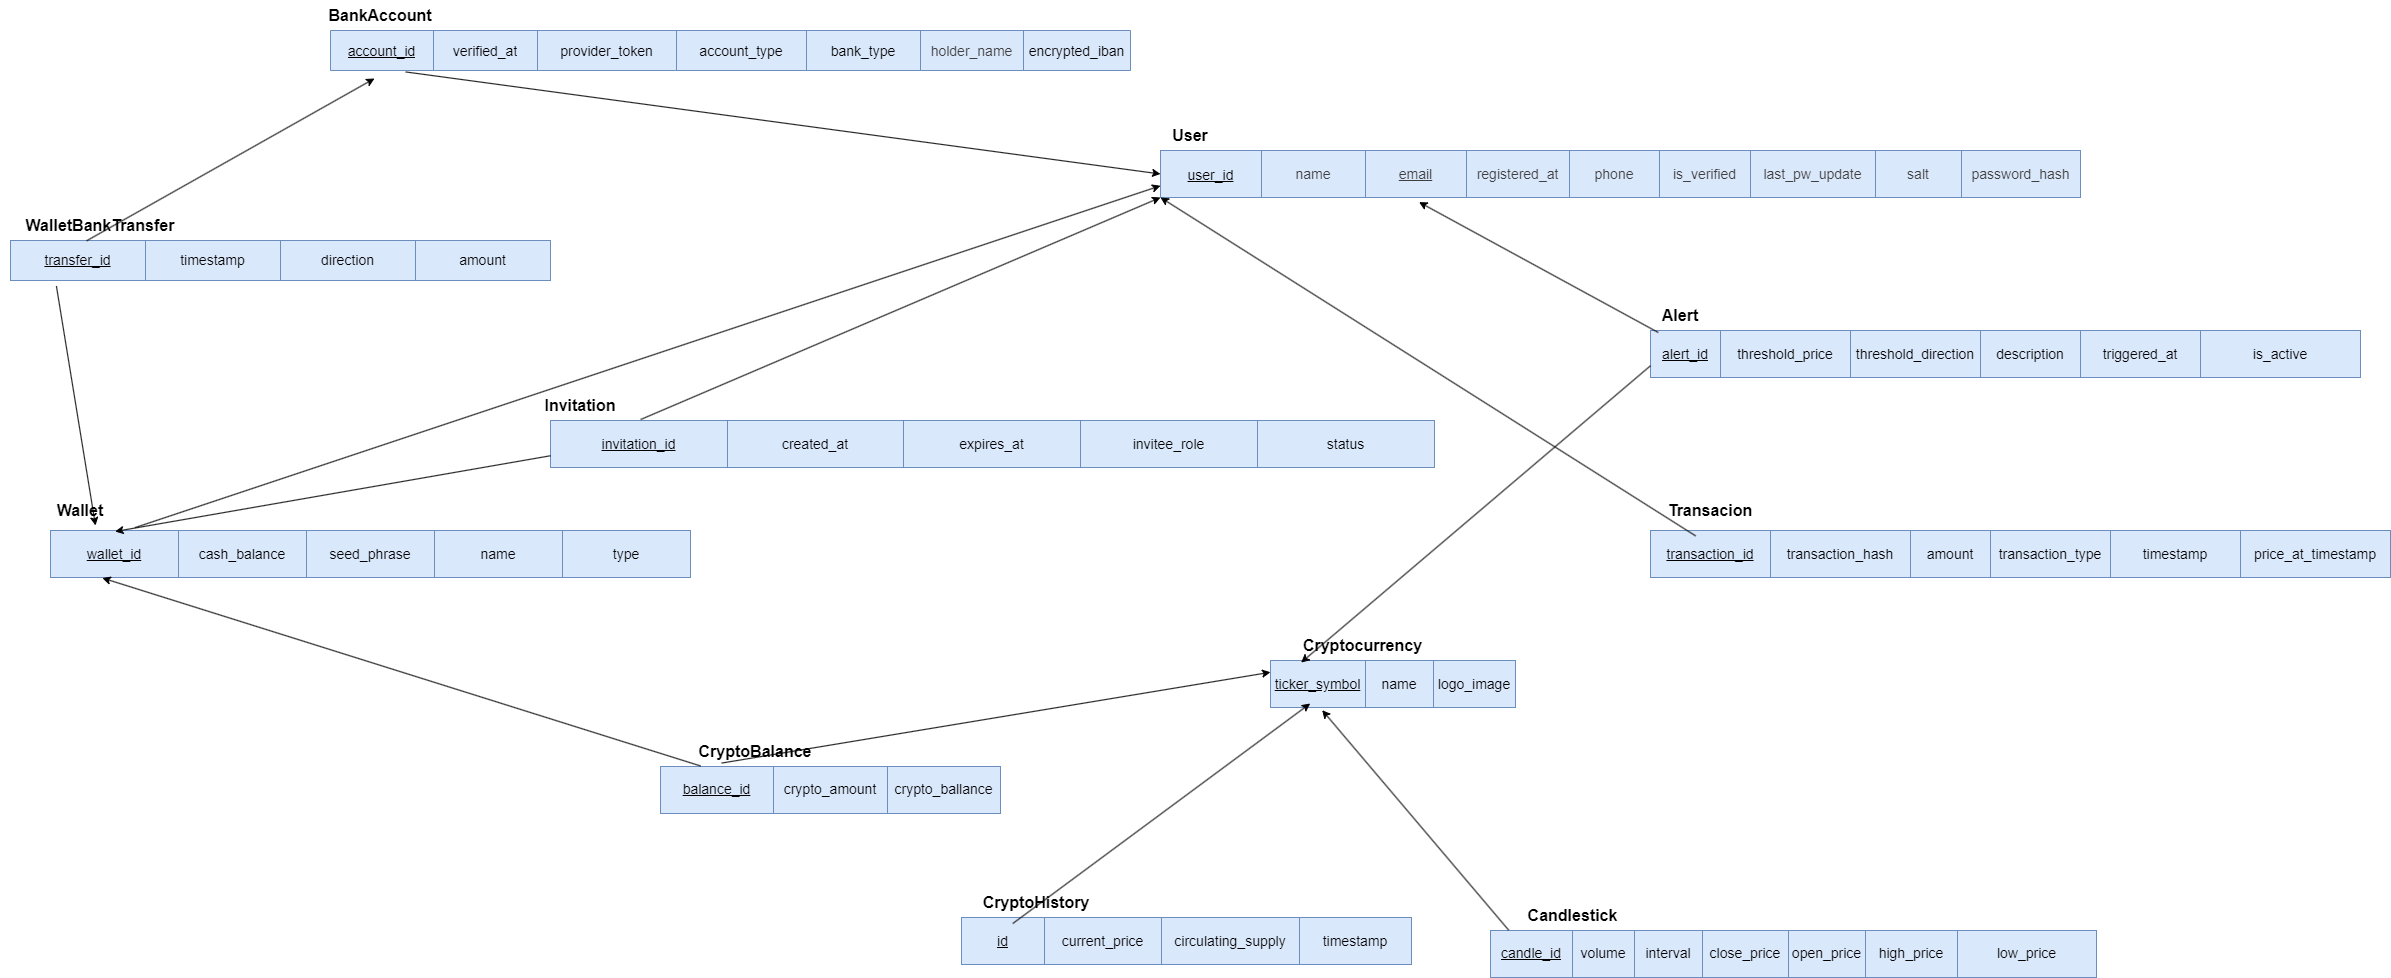 BankAccount
account_id verified_at provider_token account_type bank_type holder_name encrypted_iban
User
user_id name email registered_at phone is_verified last_pw_update salt password_hash
WalletBankTransfer
transfer_id timestamp direction amount
Alert
alert_id threshold_price threshold_direction description triggered_at is_active
Invitation
invitation_id created_at expires_at invitee_role status
Wallet
wallet_id cash_balance seed_phrase name type
Transacion
transaction_id transaction_hash amount transaction_type timestamp price_at_timestamp
Cryptocurrency
ticker_symbol name logo_image
CryptoBalance
balance_id crypto_amount crypto_ballance
CryptoHistory
id current_price circulating_supply timestamp
Candlestick
candle_id volume interval close_price open_price high_price low_price